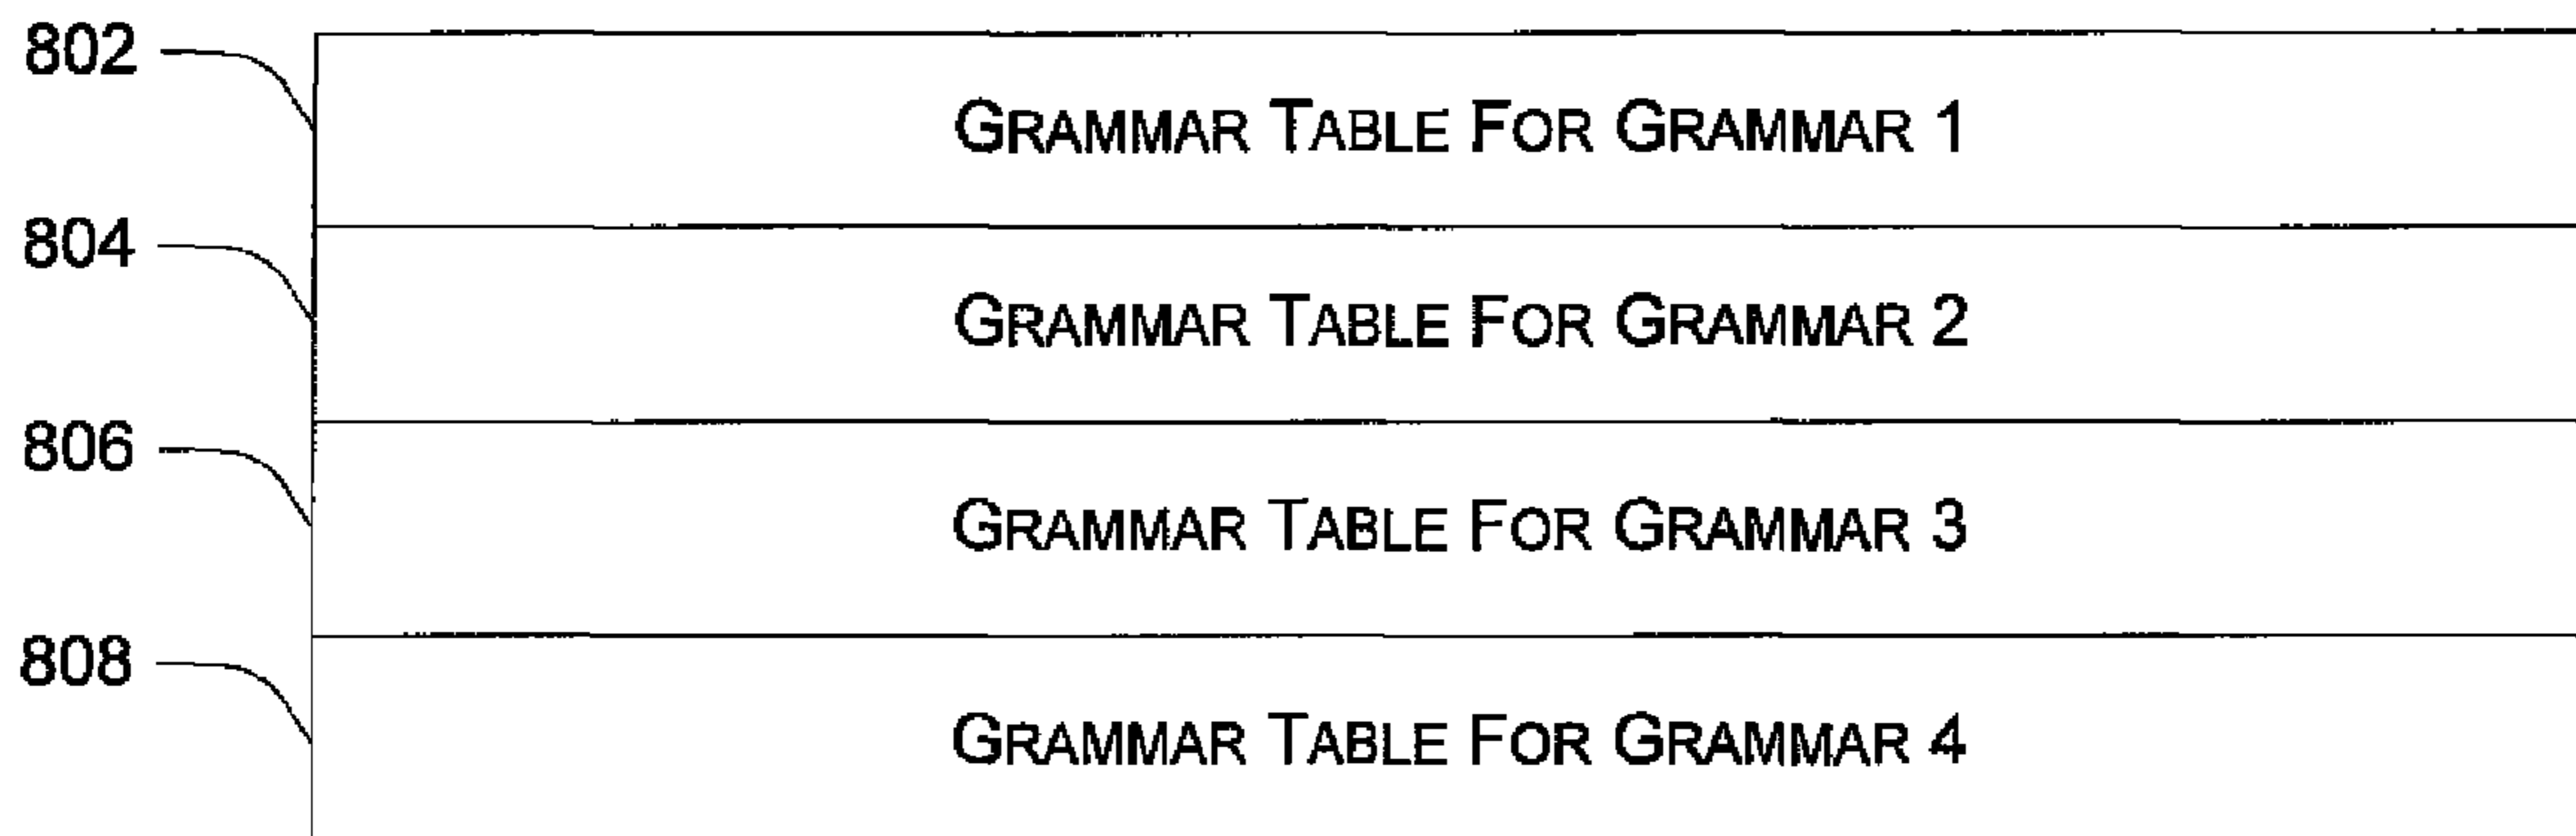 802
GRAMMAR TABLE FOR GRAMMAR 1
804
GRAMMAR TABLE FOR GRAMMAR 2
806
GRAMMAR TABLE FOR GRAMMAR 3
808
GRAMMAR TABLE FOR GRAMMAR 4